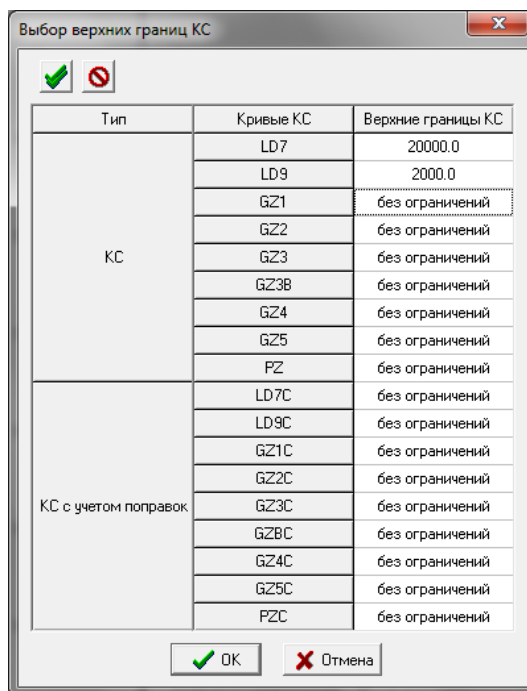 Выбор верхних границ КС
Тип Кривые КС Верхние границы КС
КС
LD7 20000.0
LD9 2000.0
GZ1 без ограничений
GZ2 без ограничений
GZ3 без ограничений
GZ3B без ограничений
GZ4 без ограничений
GZ5 без ограничений
PZ без ограничений
КС с учетом поправок
LD7C без ограничений
LD9C без ограничений
GZ1C без ограничений
GZ2C без ограничений
GZ3C без ограничений
GZBC без ограничений
GZ4C без ограничений
GZ5C без ограничений
PZC без ограничений
OK Отмена